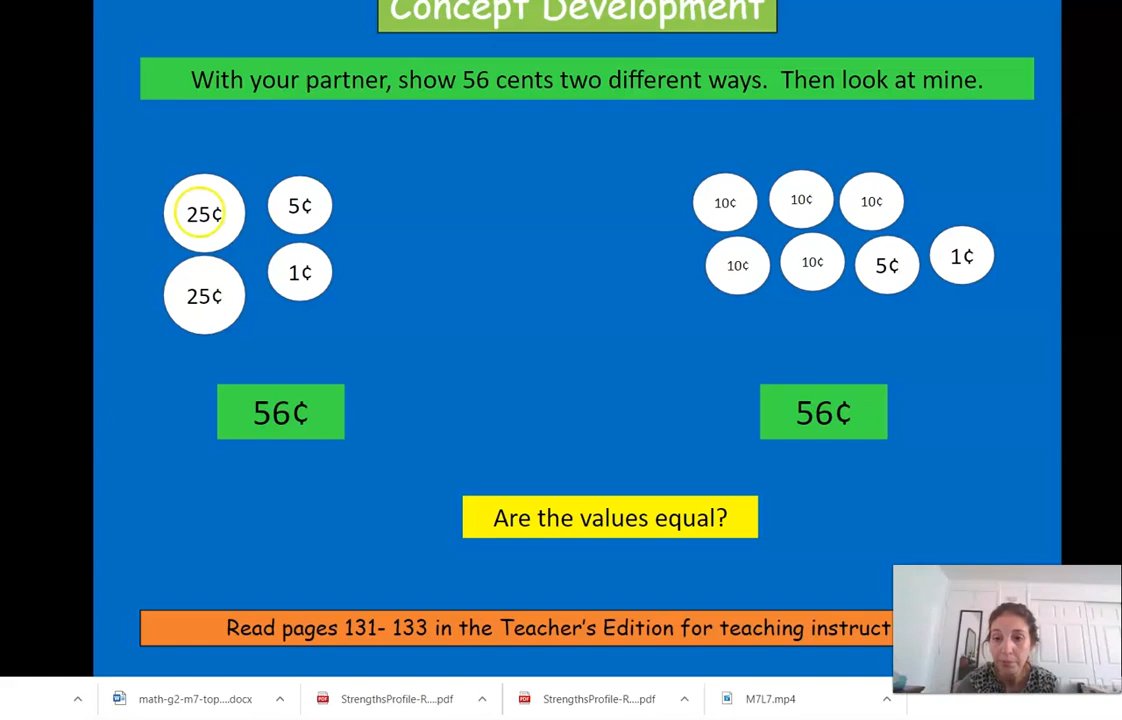 Concept Development
With your partner, show 56 cents two different ways. Then look at mine.
25¢
5¢
25¢
1¢
10¢
10¢
10¢
10¢
10¢
5¢
1¢
56¢
56¢
Are the values equal?
Read pages 131- 133 in the Teacher's Edition for teaching instruct
math-g2-m7-top....docx
StrengthsProfile-R....pdf
StrengthsProfile-R....pdf
M7L7.mp4